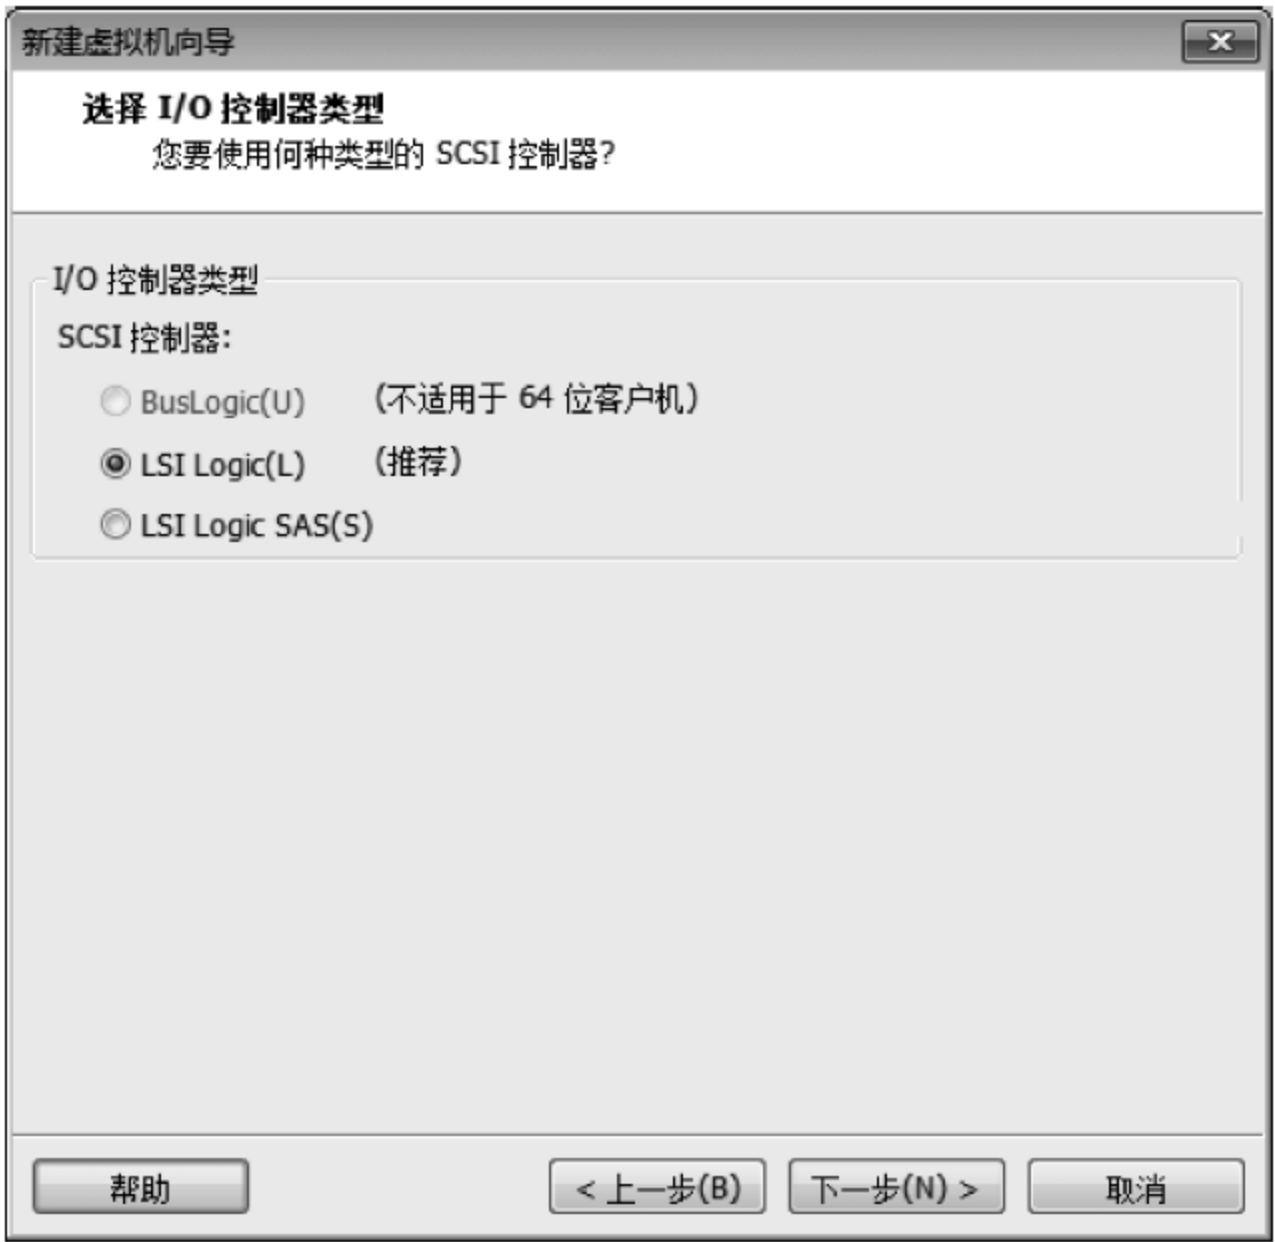 新建虚拟机向导
选择 I/O 控制器类型
您要使用何种类型的 SCSI 控制器?
I/O 控制器类型
SCSI 控制器:
BusLogic(U) (不适用于 64 位客户机)
LSI Logic(L) (推荐)
LSI Logic SAS(S)
帮助 < 上一步(B) 下一步(N) > 取消